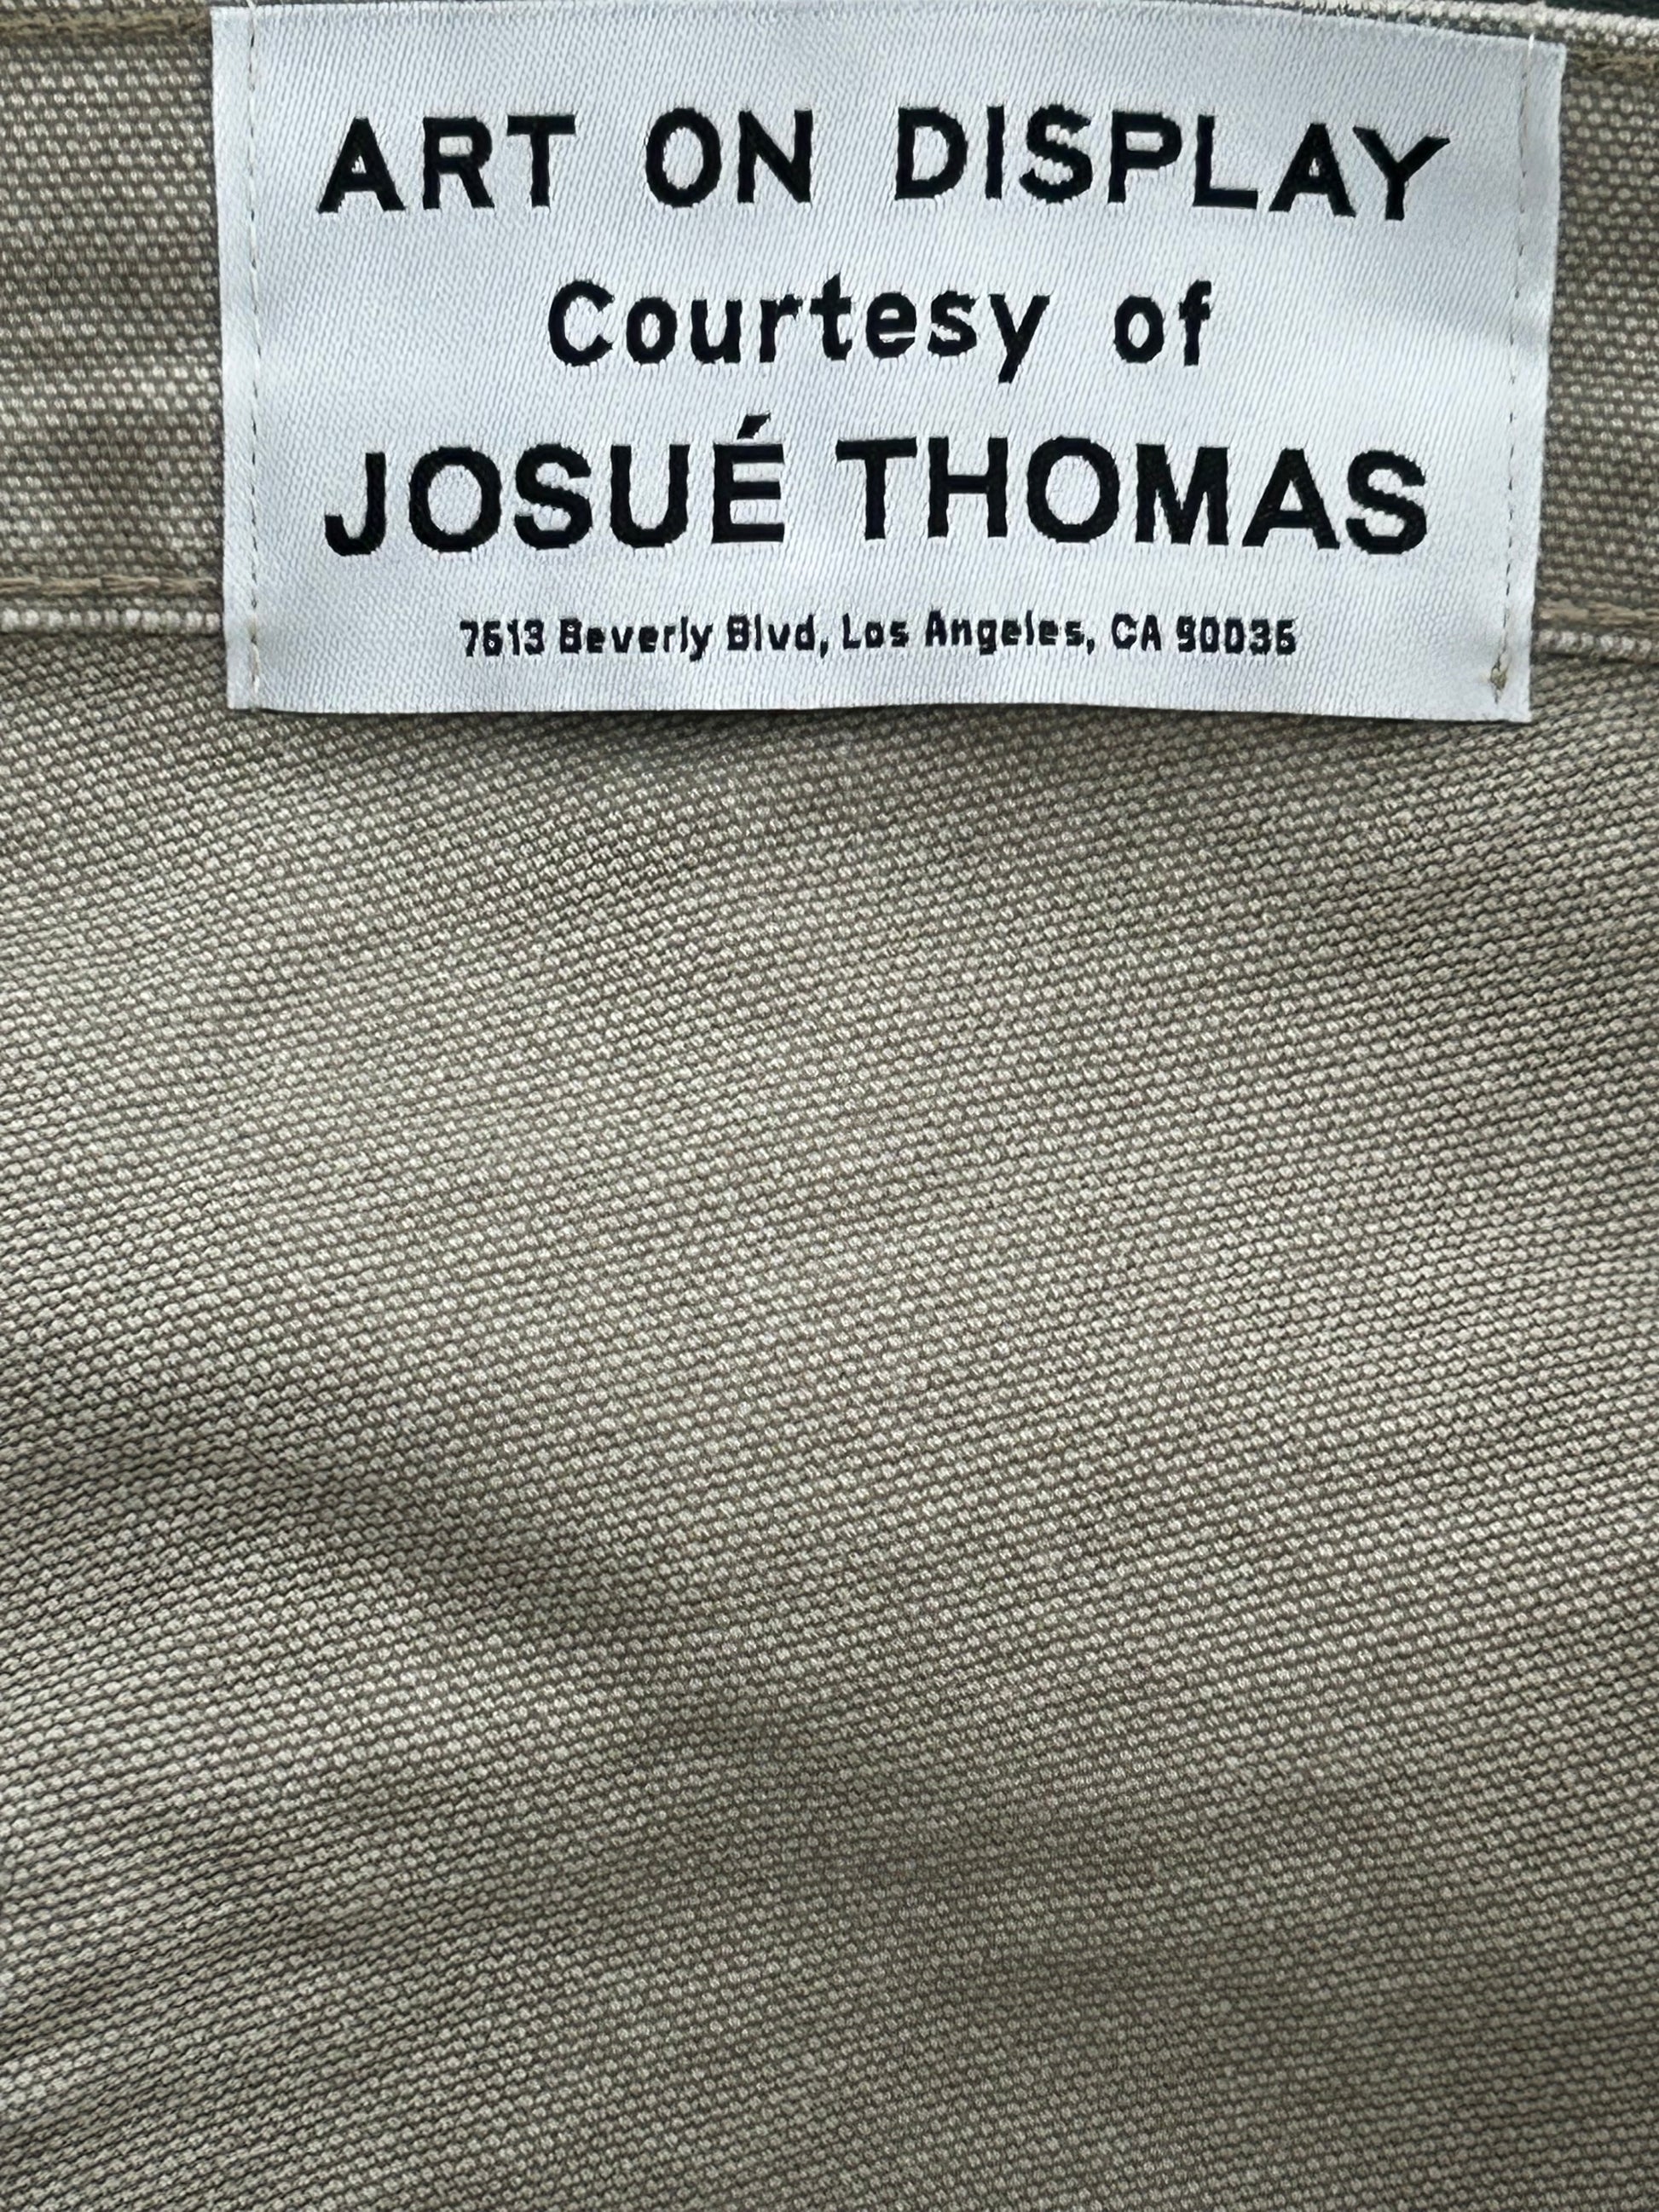 ART ON DISPLAY
Courtesy of
JOSUÉ THOMAS
7613 Beverly Blvd, Los Angeles, CA 90036